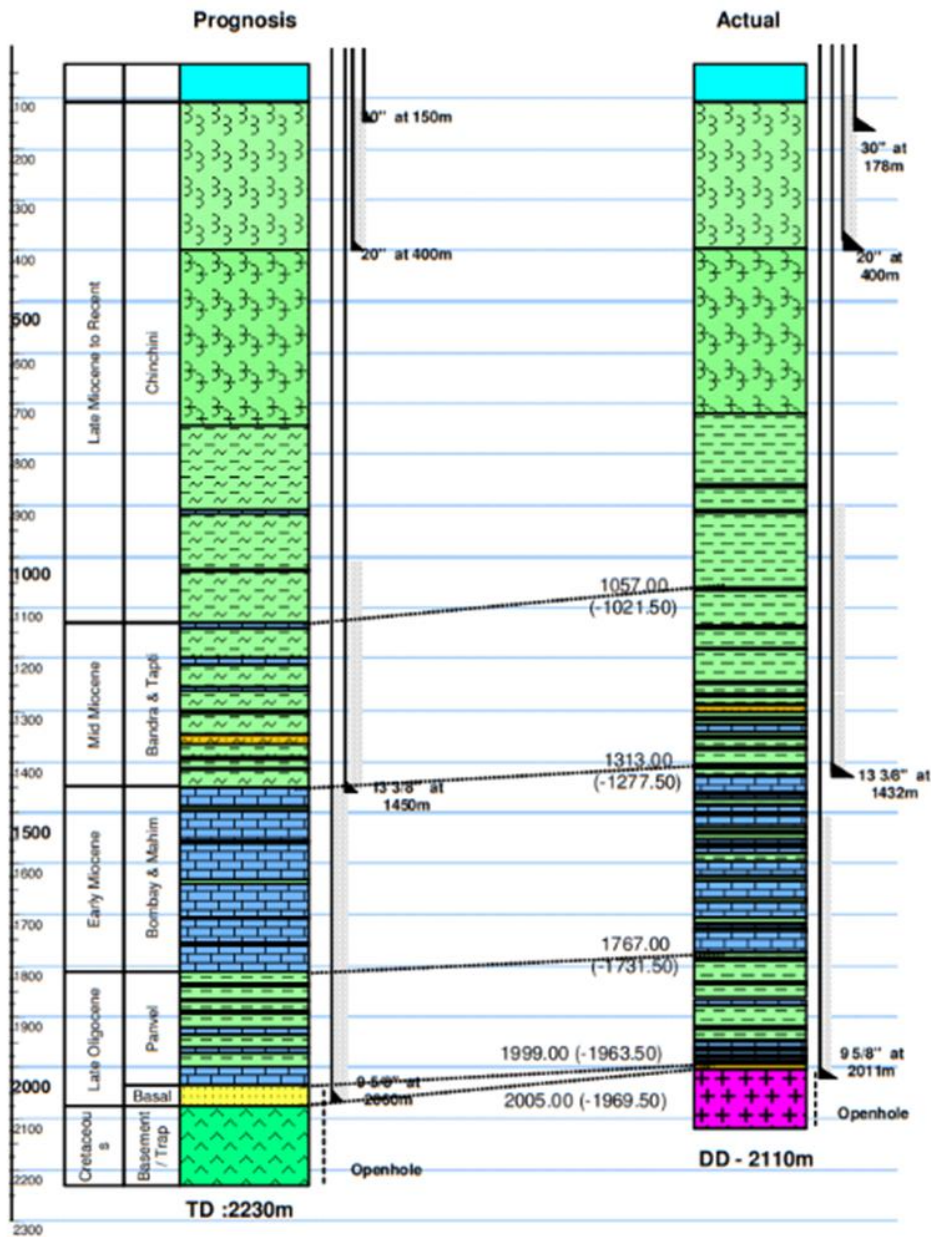 Prognosis
Actual
100
200
300
400
500
600
700
800
900
1000
1100
1200
1300
1400
1500
1600
1700
1800
1900
2000
2100
2200
2300
Late Miocene to Recent
Chinchini
Mid Miocene
Bandra & Tapti
Early Miocene
Bombay & Mahim
Late Oligocene
Panvel
Basal
Cretaceou
s
Basement
/ Trap
TD :2230m
0" at 150m
20" at 400m
13 3/8" at
1450m
9 5/8" at
2060m
Openhole
1057.00
(-1021.50)
1313.00
(-1277.50)
1767.00
(-1731.50)
1999.00 (-1963.50)
2005.00 (-1969.50)
30" at
178m
20" at
400m
13 3/8" at
1432m
9 5/8" at
2011m
Openhole
DD - 2110m